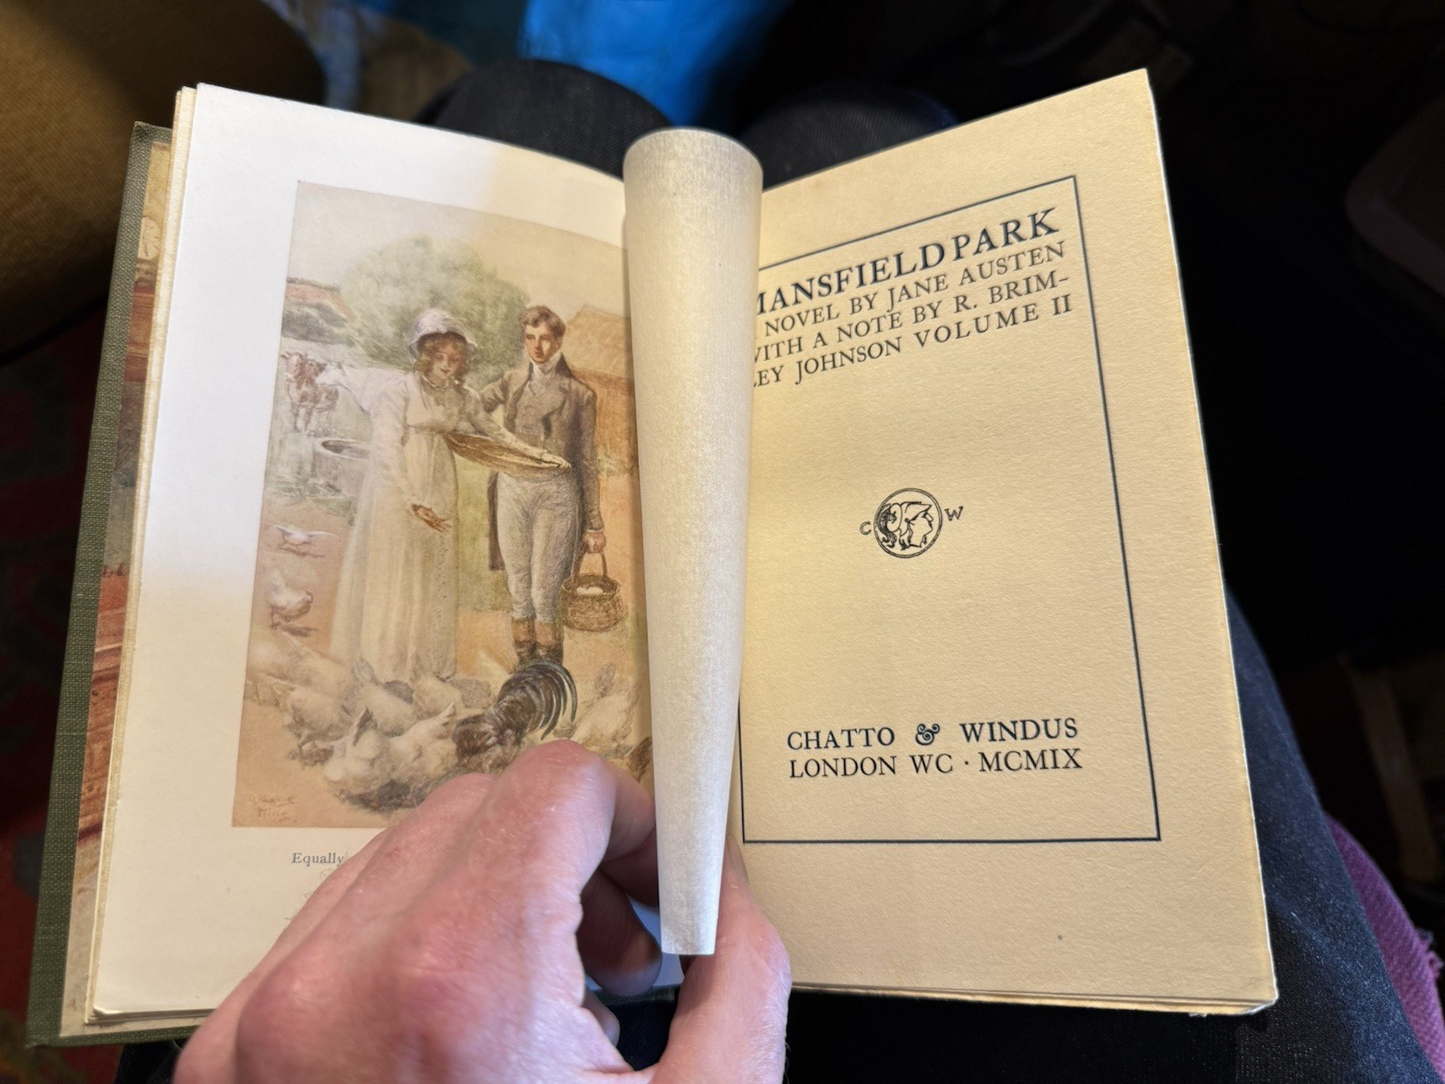 Equally
MANSFIELD PARK
NOVEL BY JANE AUSTEN
WITH A NOTE BY R. BRIM-
LEY JOHNSON VOLUME II
C W
CHATTO & WINDUS
LONDON WC · MCMIX